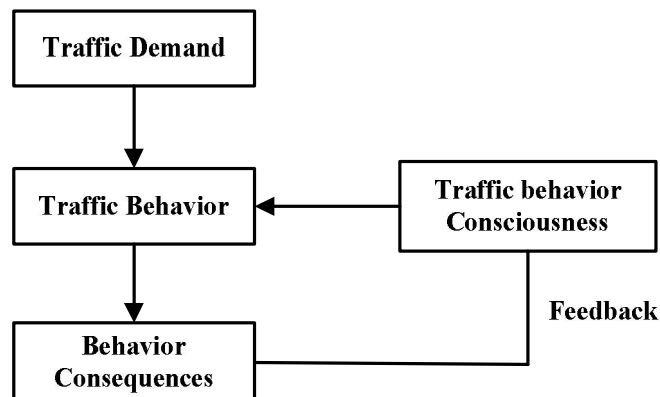 Traffic Demand
Traffic Behavior
Traffic behavior
Consciousness
Feedback
Behavior
Consequences